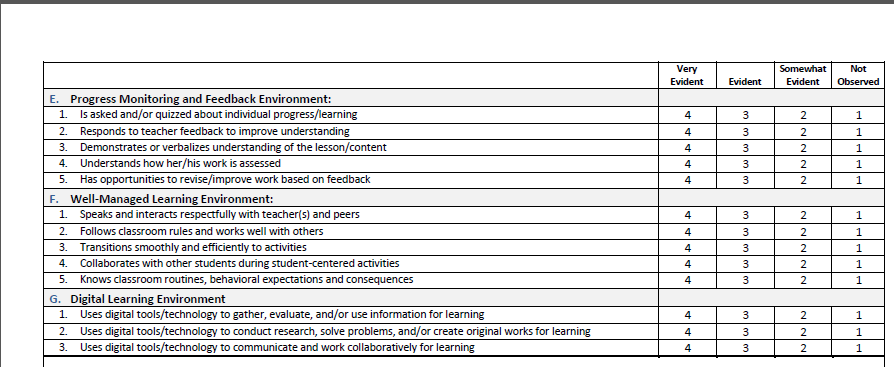 Very Evident Evident Somewhat Evident Not Observed
E. Progress Monitoring and Feedback Environment:
1. Is asked and/or quizzed about individual progress/learning 4 3 2 1
2. Responds to teacher feedback to improve understanding 4 3 2 1
3. Demonstrates or verbalizes understanding of the lesson/content 4 3 2 1
4. Understands how her/his work is assessed 4 3 2 1
5. Has opportunities to revise/improve work based on feedback 4 3 2 1
F. Well-Managed Learning Environment:
1. Speaks and interacts respectfully with teacher(s) and peers 4 3 2 1
2. Follows classroom rules and works well with others 4 3 2 1
3. Transitions smoothly and efficiently to activities 4 3 2 1
4. Collaborates with other students during student-centered activities 4 3 2 1
5. Knows classroom routines, behavioral expectations and consequences 4 3 2 1
G. Digital Learning Environment
1. Uses digital tools/technology to gather, evaluate, and/or use information for learning 4 3 2 1
2. Uses digital tools/technology to conduct research, solve problems, and/or create original works for learning 4 3 2 1
3. Uses digital tools/technology to communicate and work collaboratively for learning 4 3 2 1